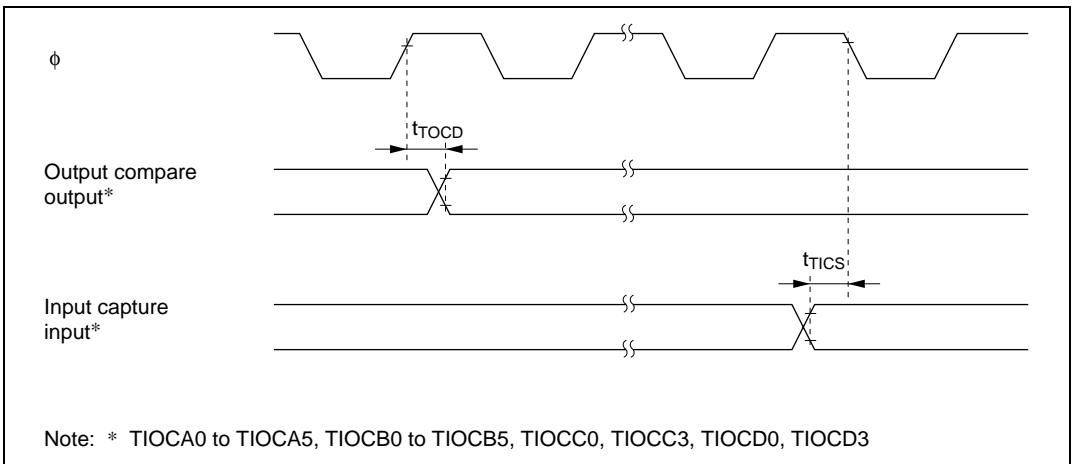 ϕ
tTOCD
Output compare
output*
tTICS
Input capture
input*
Note: * TIOCA0 to TIOCA5, TIOCB0 to TIOCB5, TIOCC0, TIOCC3, TIOCD0, TIOCD3